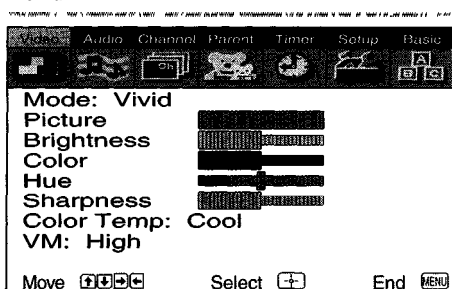 Video Audio Channel Parent Timer Setup Basic
Ch
A
B C
Mode: Vivid
Picture
Brightness
Color
Hue
Sharpness
Color Temp: Cool
VM: High
Move Select End MENU